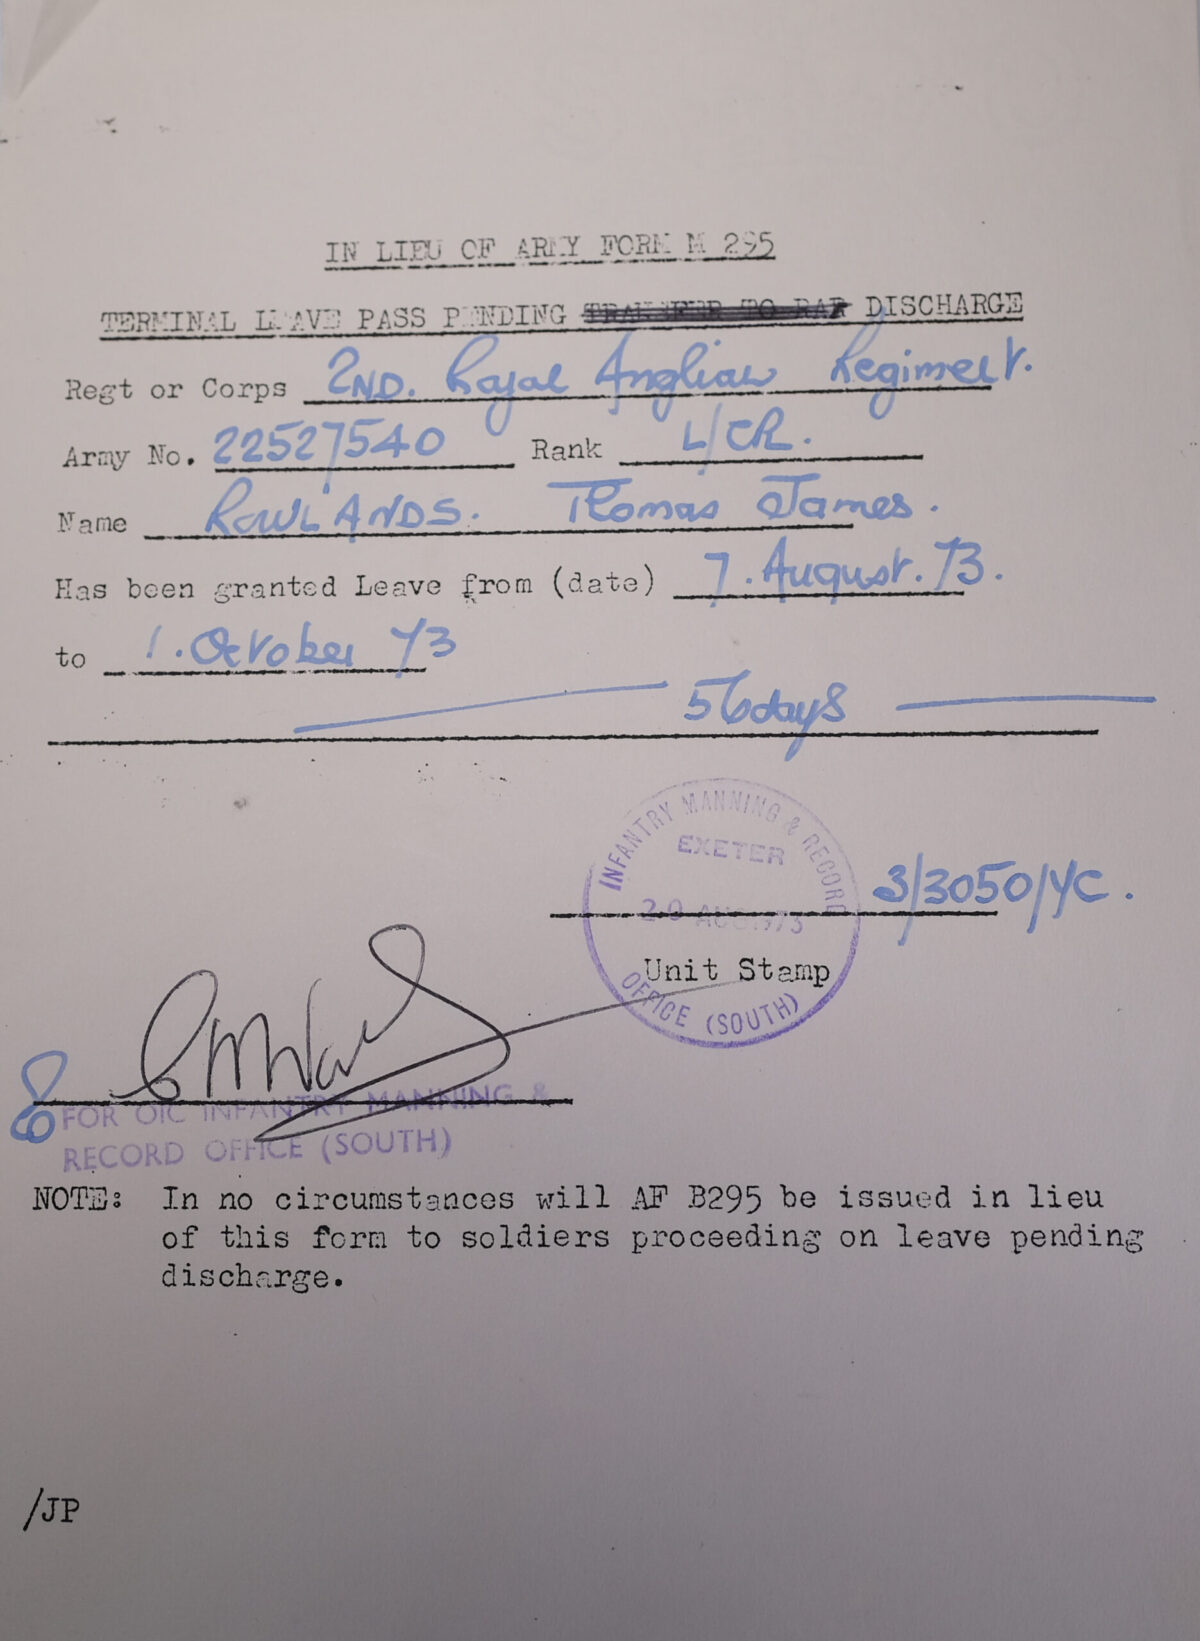 IN LIEU OF ARMY FORM M 295
TERMINAL LEAVE PASS PENDING TRANSFER TO RAR DISCHARGE
Regt or Corps 2ND. Royal Anglian Regiment.
Army No. 22527540 Rank L/CR.
Name ROWLANDS. Thomas James.
Has been granted Leave from (date) 7. August. 73.
to 1. October 73
56 days
INFANTRY MANNING & RECORD
EXETER
3/3050/YC.
20 AUG 1973
Unit Stamp
OFFICE (SOUTH)
FOR OIC INFANTRY MANNING &
RECORD OFFICE (SOUTH)
NOTE: In no circumstances will AF B295 be issued in lieu
of this form to soldiers proceeding on leave pending
discharge.
/JP